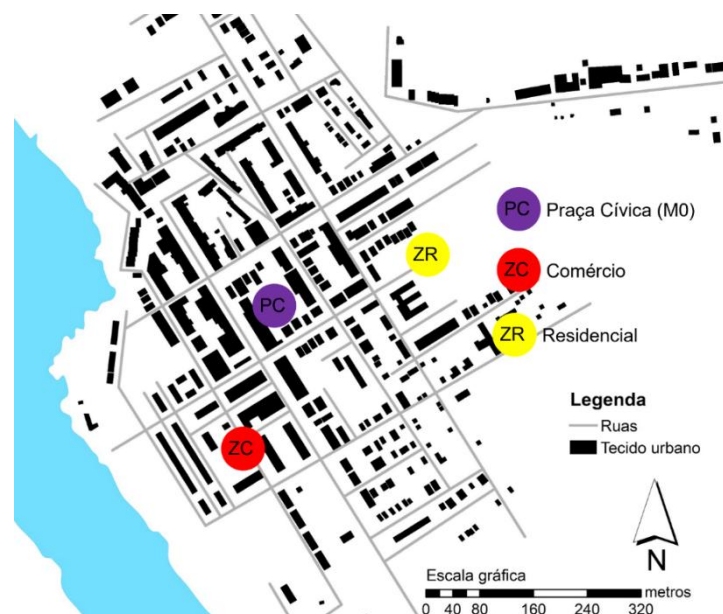 PC
Praça Cívica (M0)
ZR
ZC
Comércio
PC
ZR
Residencial
Legenda
Ruas
Tecido urbano
ZC
N
Escala gráfica
metros
0 40 80 160 240 320